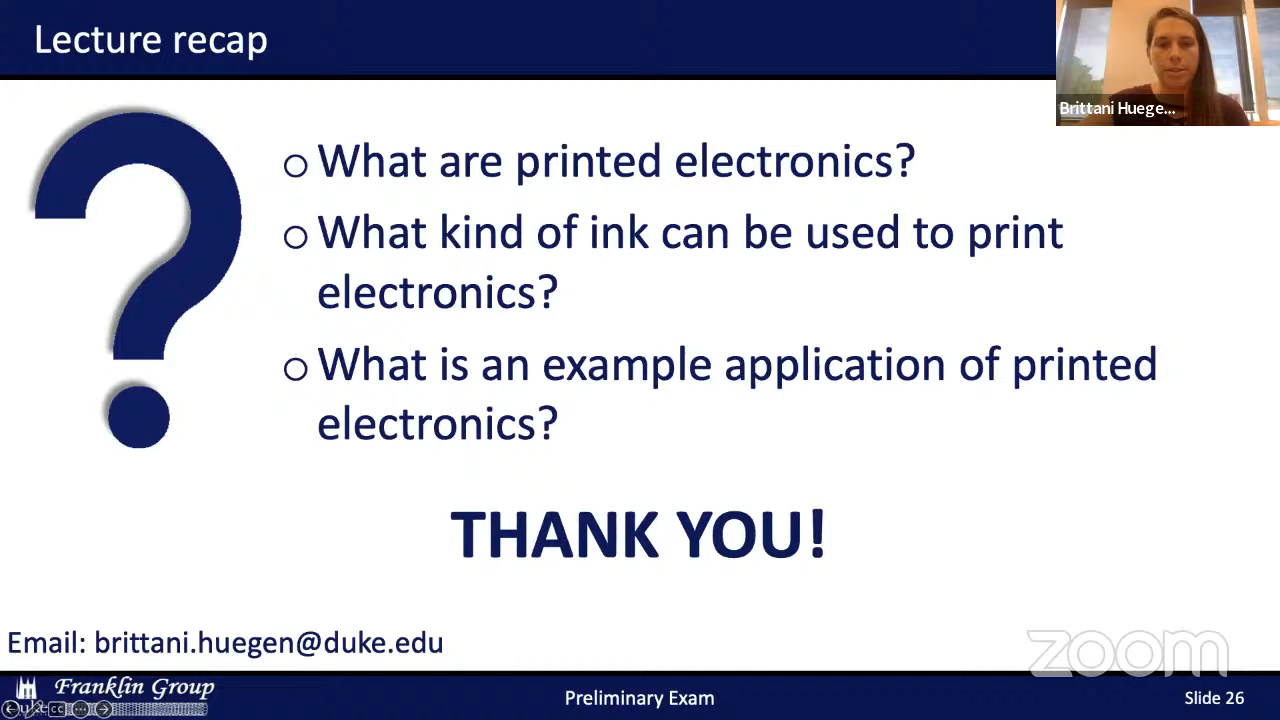 Lecture recap
Brittani Huege...
○ What are printed electronics?
○ What kind of ink can be used to print
electronics?
○ What is an example application of printed
electronics?
THANK YOU!
Email: brittani.huegen@duke.edu
zoom
Franklin Group
Preliminary Exam
Slide 26